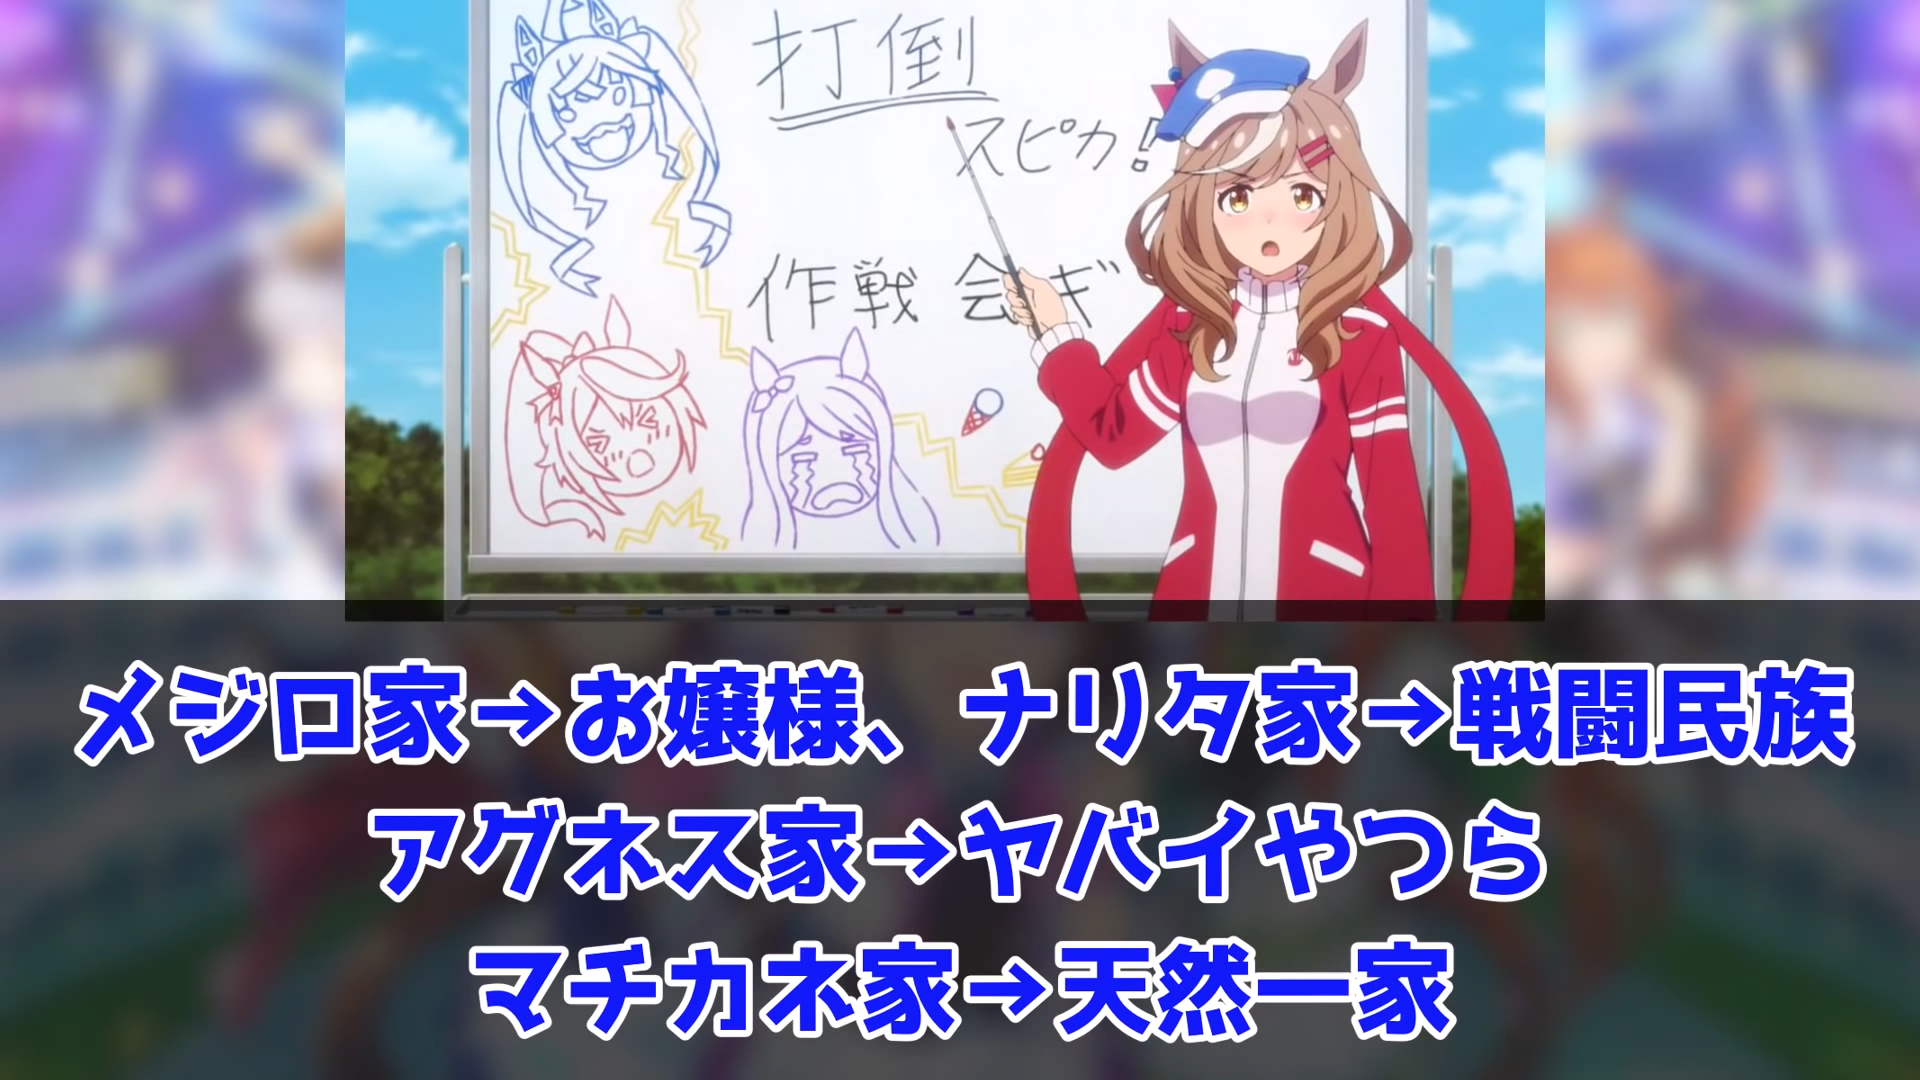 打倒
スピカ!
作戦会ギ
メジロ家→お嬢様、ナリタ家→戦闘民族
アグネス家→ヤバイやつら
マチカネ家→天然一家